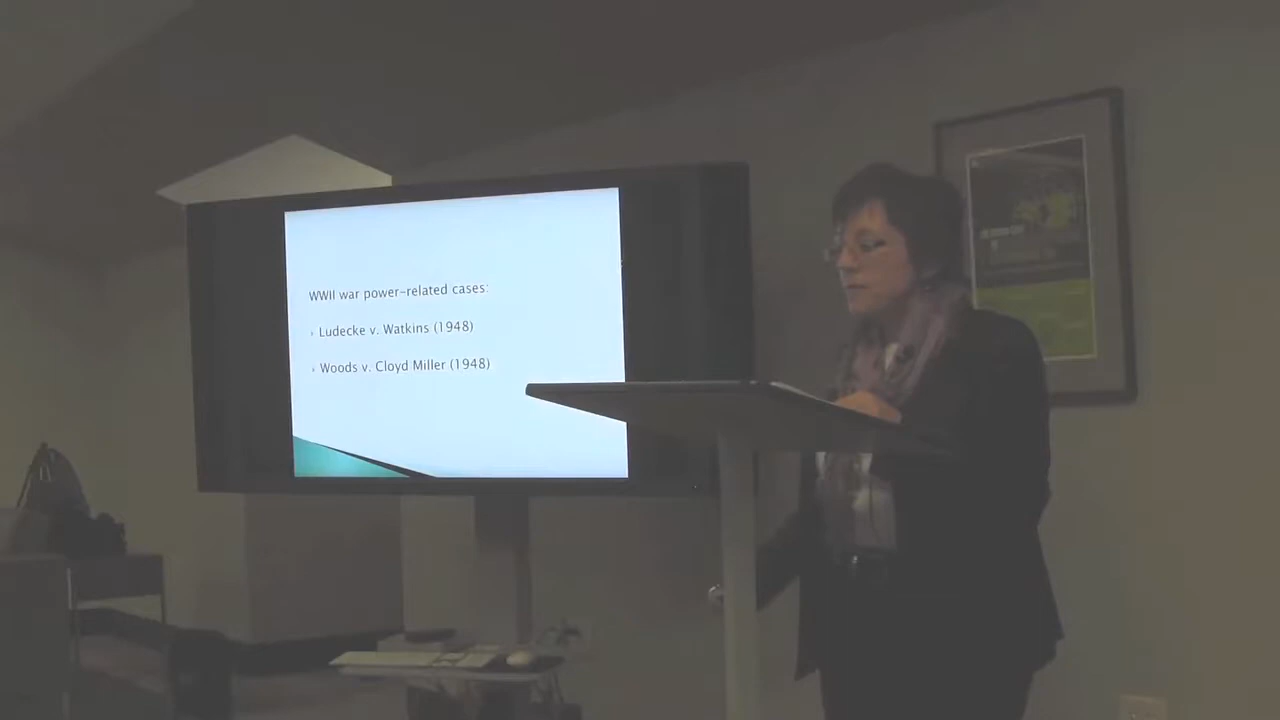 WWII war power-related cases:
Ludecke v. Watkins (1948)
Woods v. Cloyd Miller (1948)